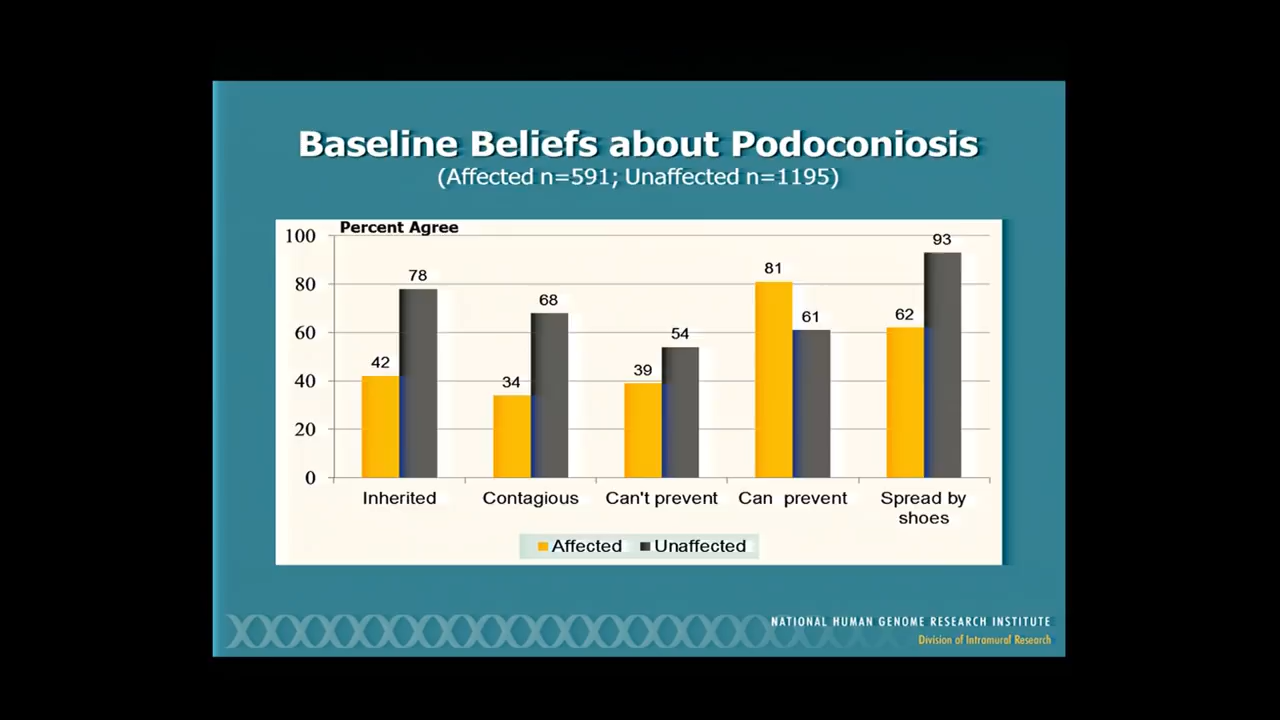 Baseline Beliefs about Podoconiosis
(Affected n=591; Unaffected n=1195)
Percent Agree
100
80
60
40
20
0
42
78
34
68
39
54
81
61
62
93
Inherited
Contagious
Can't prevent
Can prevent
Spread by
shoes
Affected
Unaffected
NATIONAL HUMAN GENOME RESEARCH INSTITUTE
Division of Intramural Research